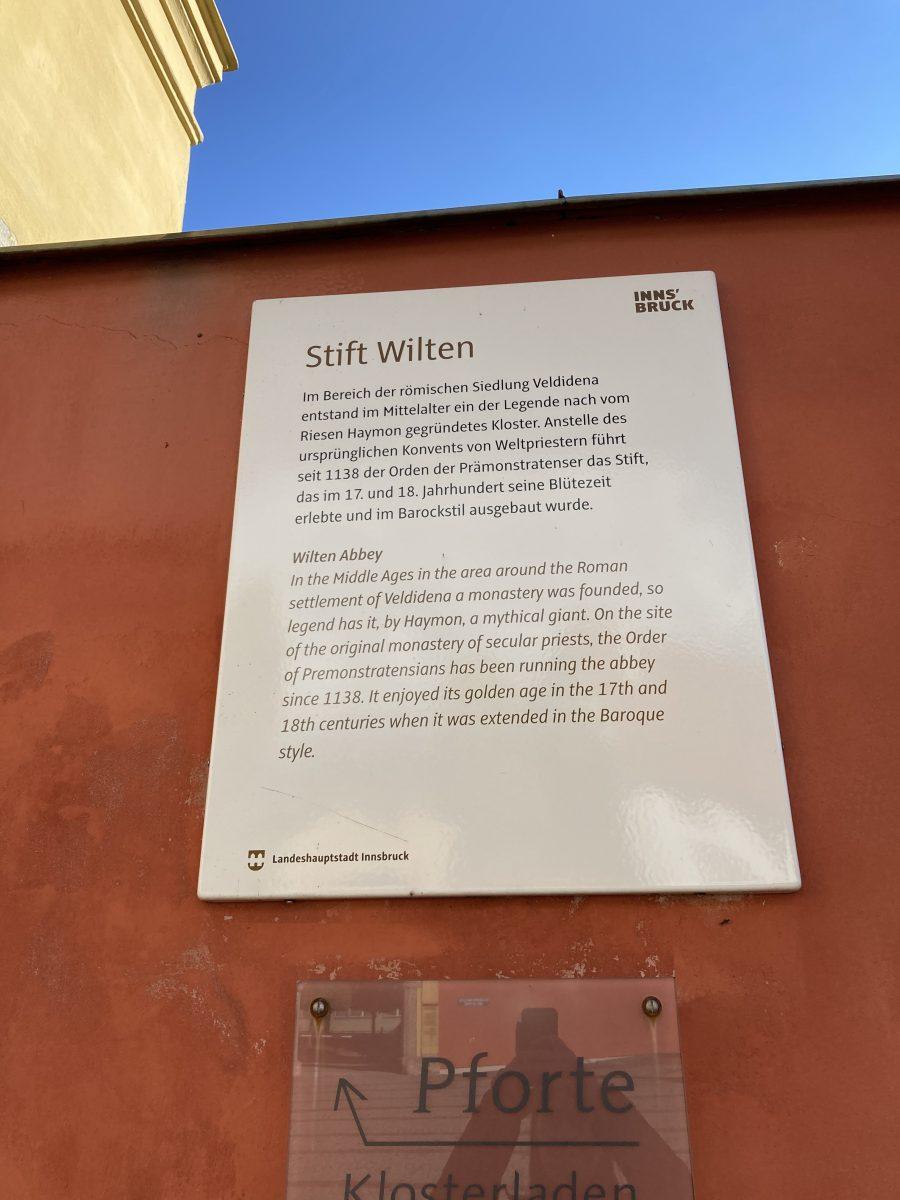 INNS'
BRUCK
Stift Wilten
Im Bereich der römischen Siedlung Veldidena
entstand im Mittelalter ein der Legende nach vom
Riesen Haymon gegründetes Kloster. Anstelle des
ursprünglichen Konvents von Weltpriestern führt
seit 1138 der Orden der Prämonstratenser das Stift,
das im 17. und 18. Jahrhundert seine Blütezeit
erlebte und im Barockstil ausgebaut wurde.
Wilten Abbey
In the Middle Ages in the area around the Roman
settlement of Veldidena a monastery was founded, so
legend has it, by Haymon, a mythical giant. On the site
of the original monastery of secular priests, the Order
of Premonstratensians has been running the abbey
since 1138. It enjoyed its golden age in the 17th and
18th centuries when it was extended in the Baroque
style.
Landeshauptstadt Innsbruck
Pforte
Klosterladen